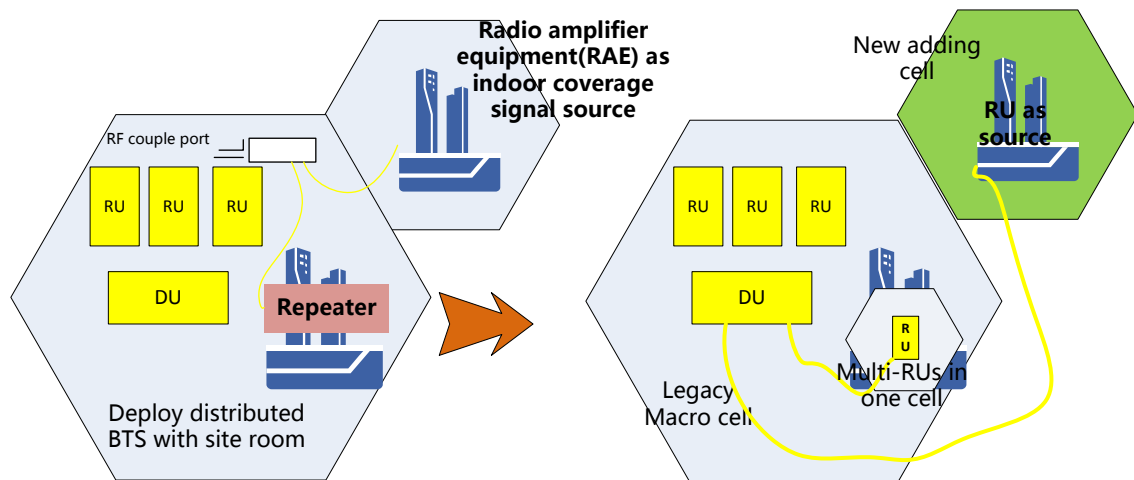 Radio amplifier
equipment(RAE) as
indoor coverage
signal source
RF couple port
RU
RU
RU
DU
Repeater
Deploy distributed
BTS with site room
New adding
cell
RU as
source
RU
RU
RU
DU
R
U
Multi-RUs in
one cell
Legacy
Macro cell